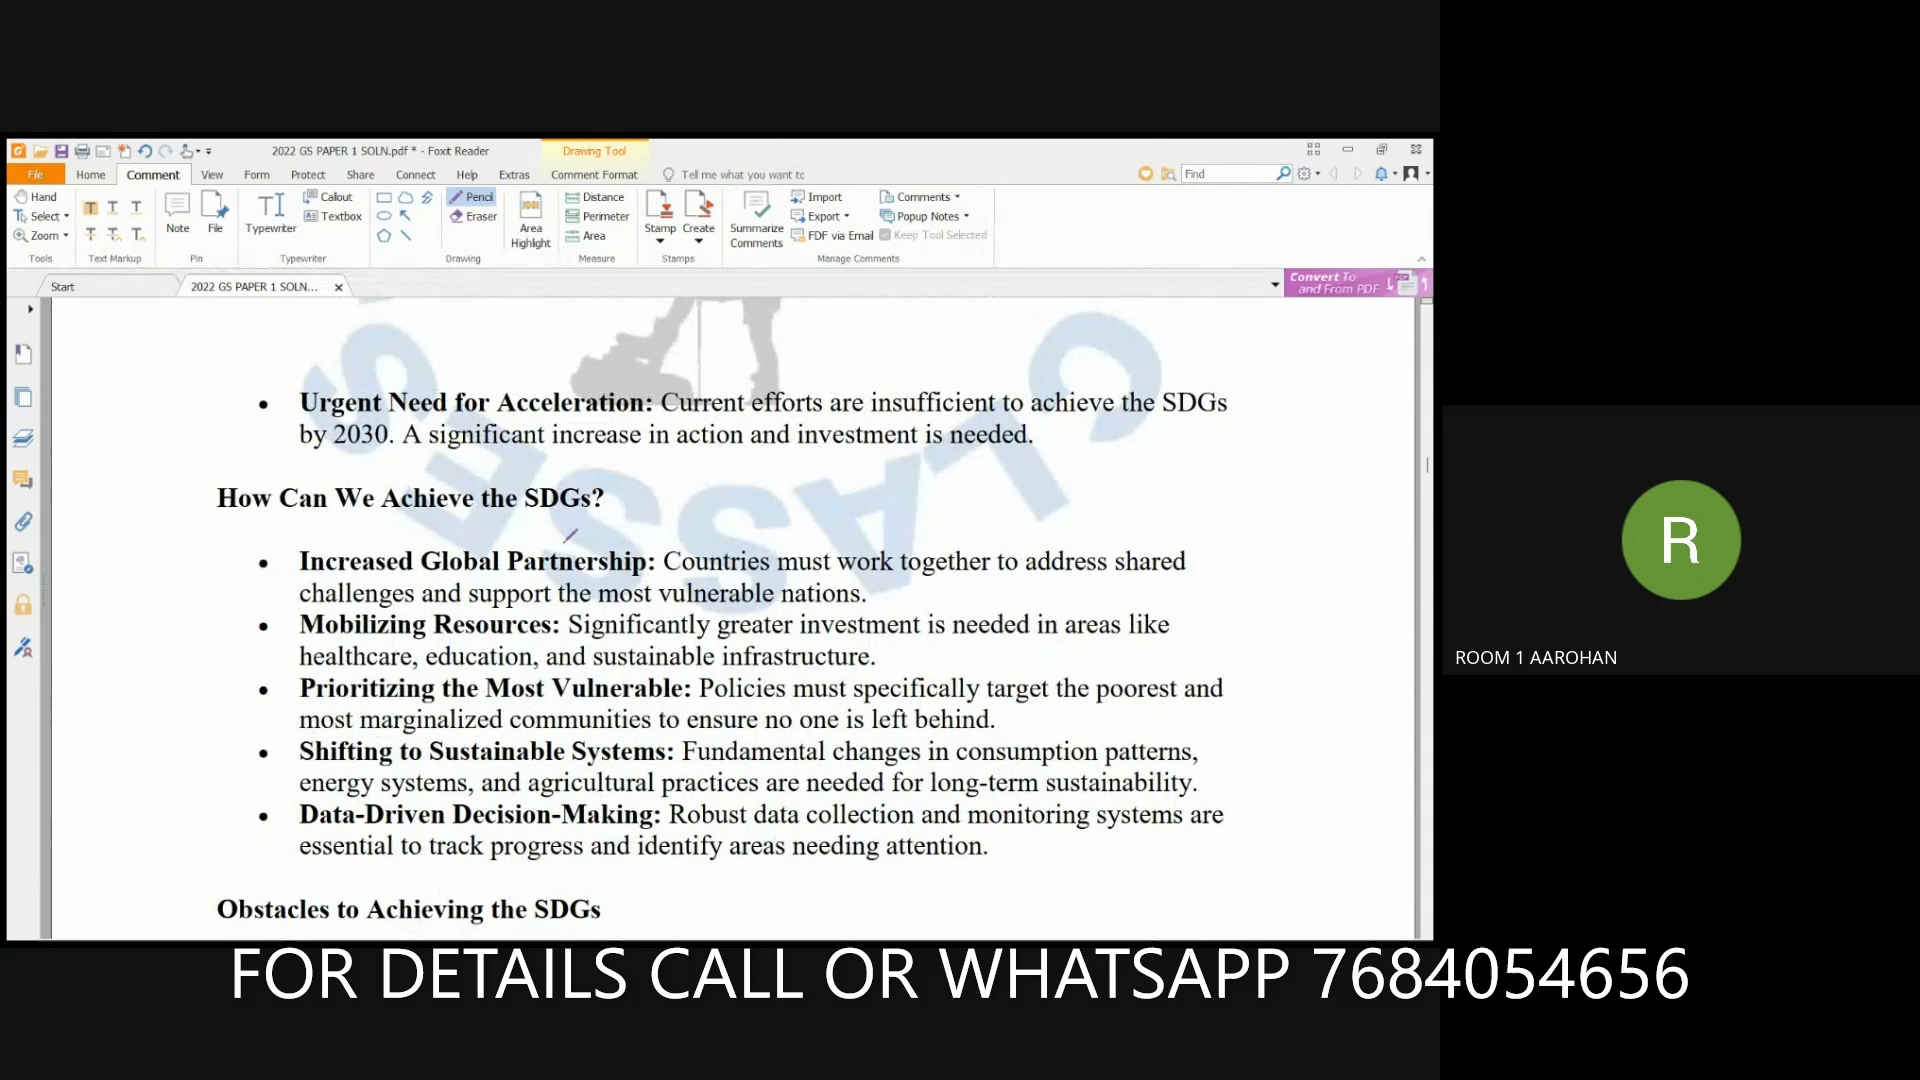 2022 GS PAPER 1 SOLN.pdf * - Foxit Reader
Drawing Tool
File
Home
Comment
View
Form
Protect
Share
Connect
Help
Extras
Comment Format
Tell me what you want to
Find
Hand
Select
Zoom
Tools
Text Markup
Note
File
Pin
Typewriter
Callout
Textbox
Typewriter
Pencil
Eraser
Area
Highlight
Drawing
Distance
Perimeter
Area
Measure
Stamp
Create
Stamps
Summarize
Comments
Import
Export
FDF via Email
Comments
Popup Notes
Keep Tool Selected
Manage Comments
Start
2022 GS PAPER 1 SOLN...
Convert To
and From PDF
CLASSES
• Urgent Need for Acceleration: Current efforts are insufficient to achieve the SDGs
by 2030. A significant increase in action and investment is needed.
How Can We Achieve the SDGs?
• Increased Global Partnership: Countries must work together to address shared
challenges and support the most vulnerable nations.
• Mobilizing Resources: Significantly greater investment is needed in areas like
healthcare, education, and sustainable infrastructure.
• Prioritizing the Most Vulnerable: Policies must specifically target the poorest and
most marginalized communities to ensure no one is left behind.
• Shifting to Sustainable Systems: Fundamental changes in consumption patterns,
energy systems, and agricultural practices are needed for long-term sustainability.
• Data-Driven Decision-Making: Robust data collection and monitoring systems are
essential to track progress and identify areas needing attention.
Obstacles to Achieving the SDGs
R
ROOM 1 AAROHAN
FOR DETAILS CALL OR WHATSAPP 7684054656